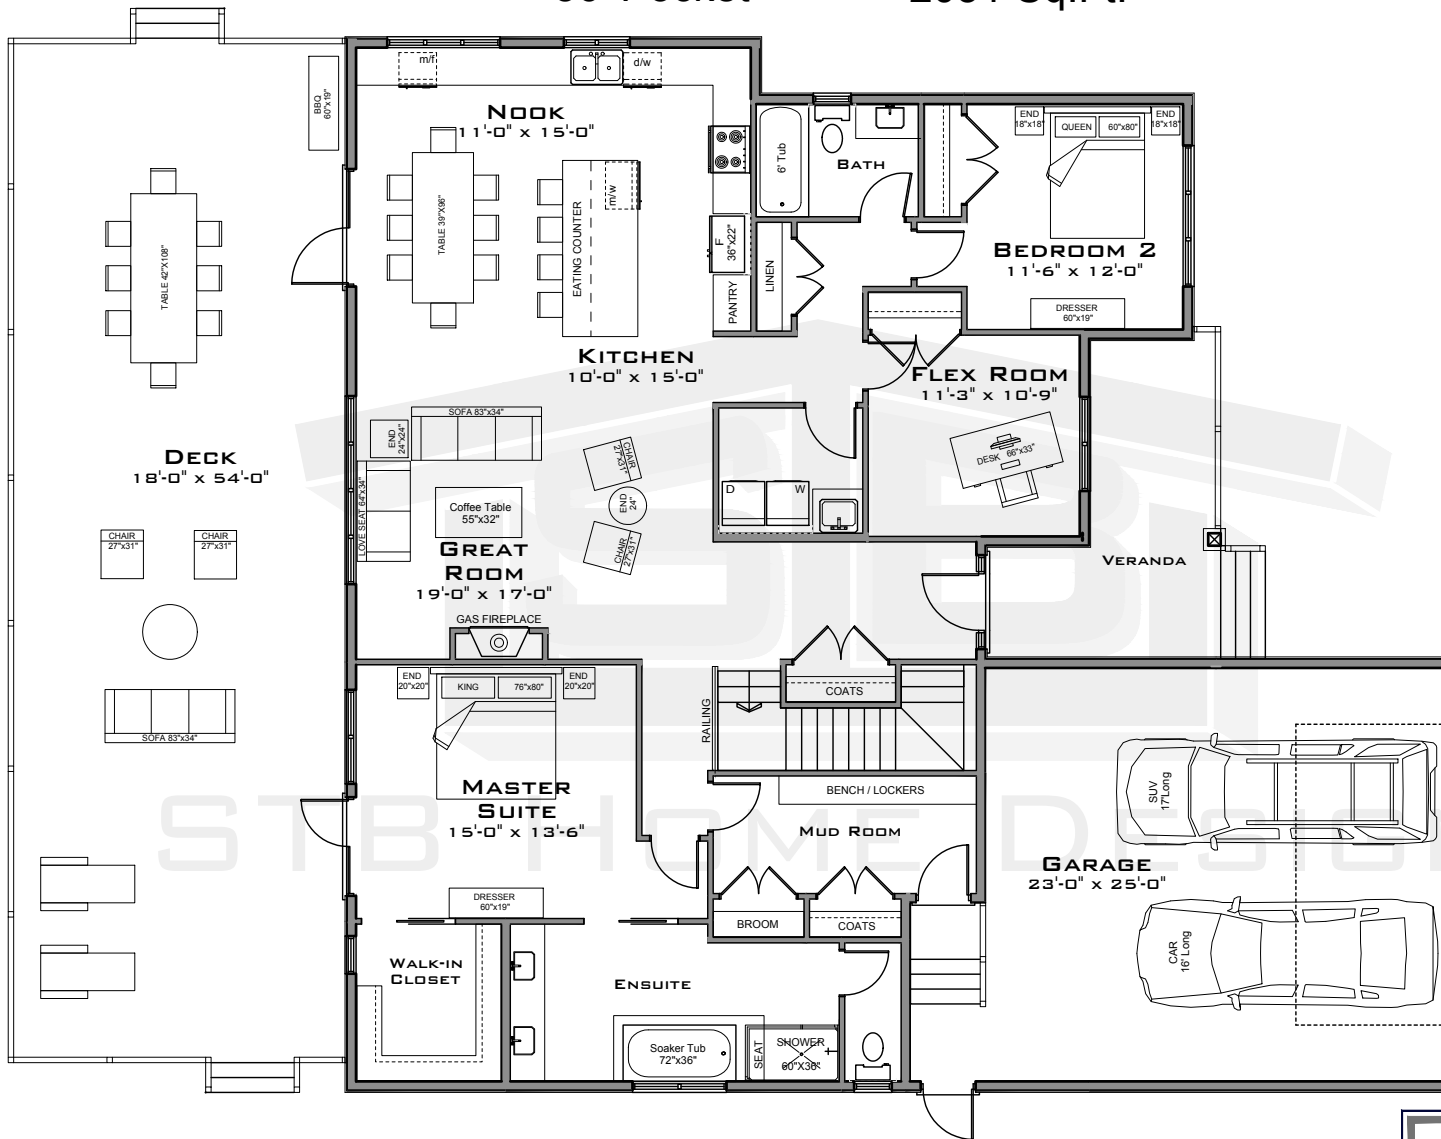 m/f
d/w
BBQ
60"x19"
NOOK
11'-0" x 15'-0"
TABLE 39"X96"
EATING COUNTER
m/w
F
36"x22"
PANTRY
6' Tub
BATH
LINEN
END
18"x18"
QUEEN
60"x80"
END
18"x18"
BEDROOM 2
11'-6" x 12'-0"
DRESSER
60"x19"
TABLE 42"X108"
KITCHEN
10'-0" x 15'-0"
FLEX ROOM
11'-3" x 10'-9"
DESK 66"x33"
DECK
18'-0" x 54'-0"
SOFA 83"x34"
END
24"x24"
LOVE SEAT 64"x34"
Coffee Table
55"x32"
CHAIR
27"x31"
END
24"
CHAIR
27"x31"
D
W
CHAIR
27"x31"
CHAIR
27"x31"
GREAT
ROOM
19'-0" x 17'-0"
GAS FIREPLACE
VERANDA
COATS
RAILING
END
20"x20"
KING
76"x80"
END
20"x20"
SOFA 83"x34"
MASTER
SUITE
15'-0" x 13'-6"
DRESSER
60"x19"
BENCH / LOCKERS
MUD ROOM
BROOM
COATS
SUV
17'Long
GARAGE
23'-0" x 25'-0"
CAR
16' Long
WALK-IN
CLOSET
ENSUITE
Soaker Tub
72"x36"
SEAT
SHOWER
60"X36"
STB
STB HOME DESIG